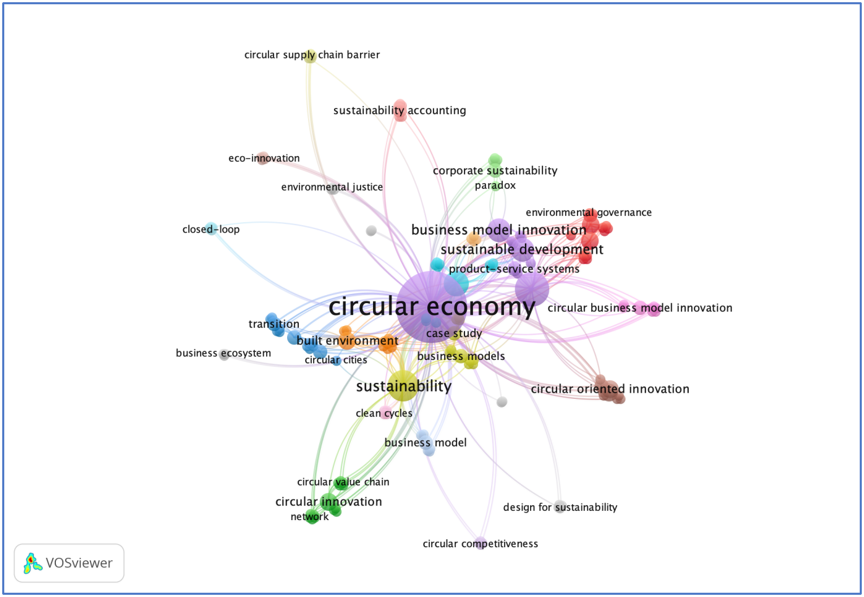 circular supply chain barrier
sustainability accounting
eco-innovation
corporate sustainability
environmental justice
paradox
environmental governance
closed-loop
business model innovation
sustainable development
product-service systems
circular economy
circular business model innovation
transition
case study
built environment
business ecosystem
circular cities
business models
sustainability
circular oriented innovation
clean cycles
business model
circular value chain
circular innovation
network
design for sustainability
circular competitiveness
VOSviewer